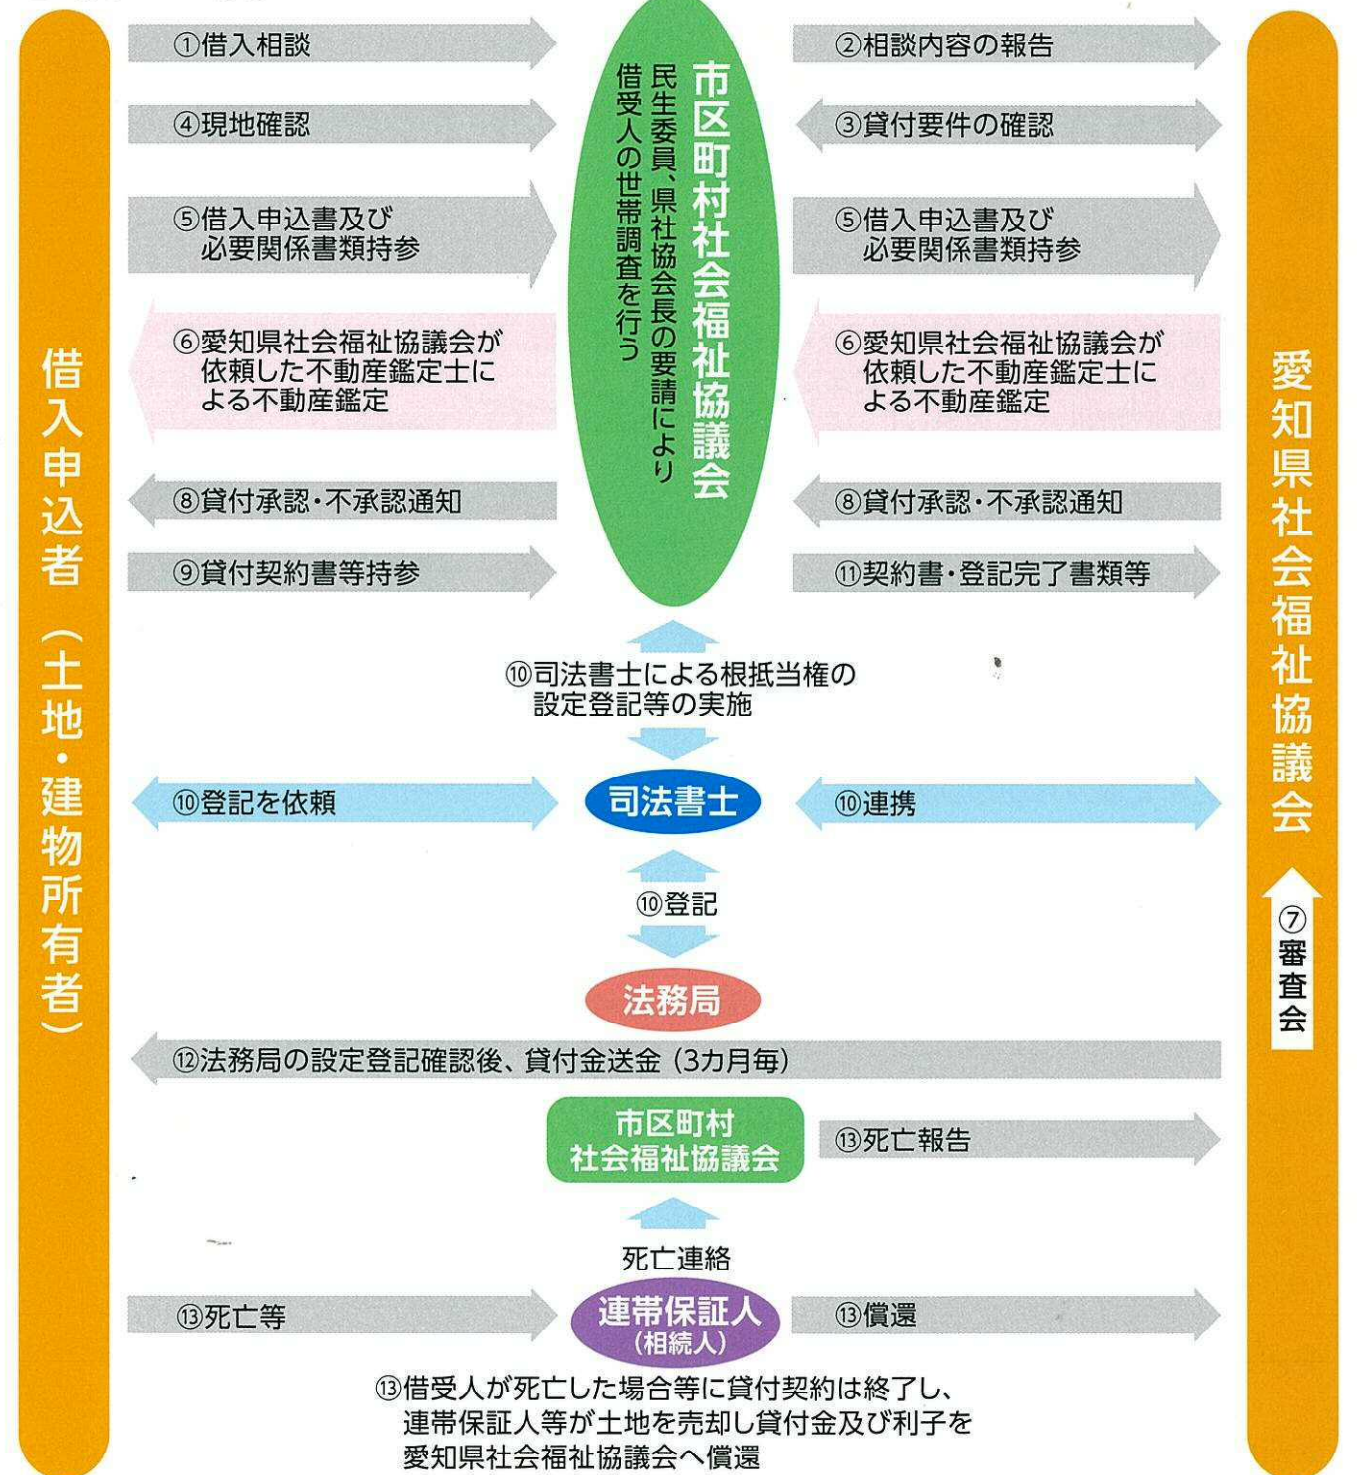 ①借入相談
②相談内容の報告
④現地確認
③貸付要件の確認
⑤借入申込書及び
必要関係書類持参
⑤借入申込書及び
必要関係書類持参
⑥愛知県社会福祉協議会が
依頼した不動産鑑定士に
よる不動産鑑定
⑥愛知県社会福祉協議会が
依頼した不動産鑑定士に
よる不動産鑑定
⑧貸付承認・不承認通知
⑧貸付承認・不承認通知
⑨貸付契約書等持参
⑪契約書・登記完了書類等
市区町村社会福祉協議会
民生委員、県社協会長の要請により
借受人の世帯調査を行う
借入申込者（土地・建物所有者）
愛知県社会福祉協議会
⑦審査会
⑩司法書士による根抵当権の
設定登記等の実施
⑩登記を依頼
司法書士
⑩連携
⑩登記
法務局
⑫法務局の設定登記確認後、貸付金送金（3カ月毎）
市区町村
社会福祉協議会
⑬死亡報告
死亡連絡
⑬死亡等
連帯保証人
（相続人）
⑬償還
⑬借受人が死亡した場合等に貸付契約は終了し、
連帯保証人等が土地を売却し貸付金及び利子を
愛知県社会福祉協議会へ償還